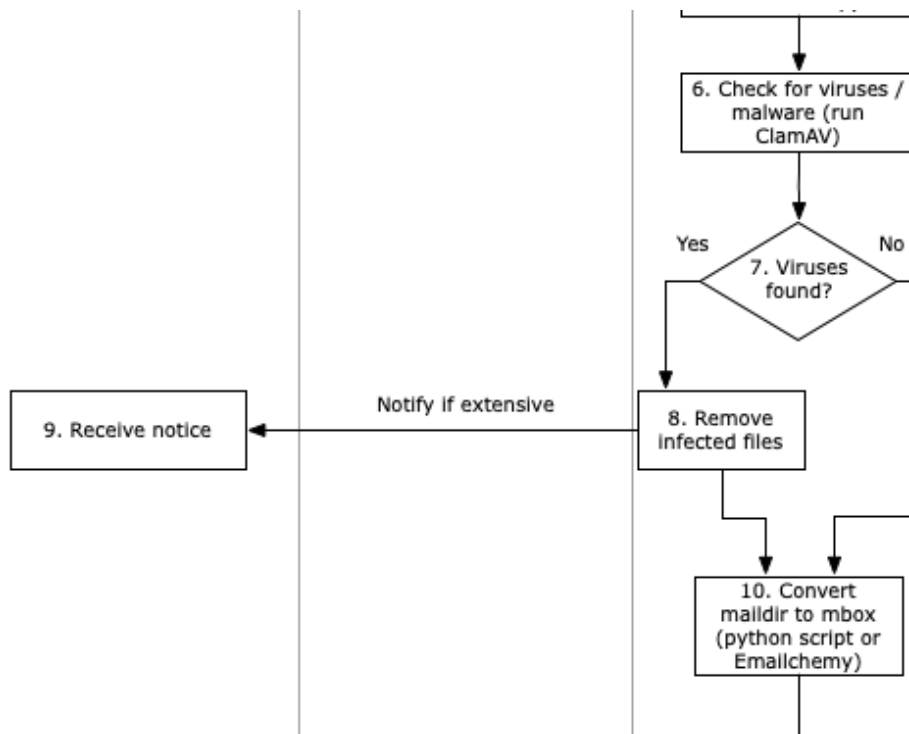 6. Check for viruses /
malware (run
ClamAV)
Yes
No
7. Viruses
found?
Notify if extensive
9. Receive notice
8. Remove
infected files
10. Convert
maildir to mbox
(python script or
Emailchemy)